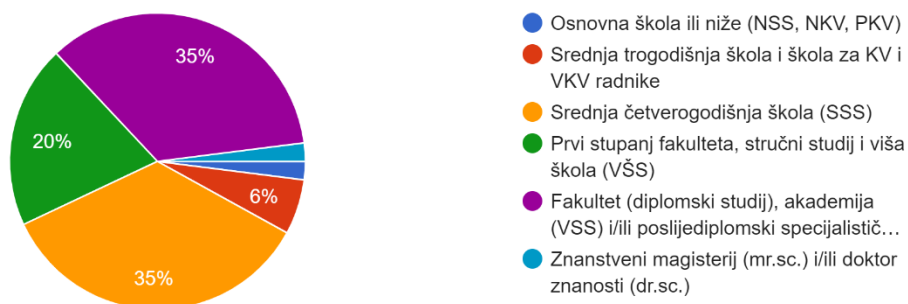 35%
20%
6%
35%
Osnovna škola ili niže (NSS, NKV, PKV)
Srednja trogodišnja škola i škola za KV i
VKV radnike
Srednja četverogodišnja škola (SSS)
Prvi stupanj fakulteta, stručni studij i viša
škola (VŠS)
Fakultet (diplomski studij), akademija
(VSS) i/ili poslijediplomski specijalistič…
Znanstveni magisterij (mr.sc.) i/ili doktor
znanosti (dr.sc.)